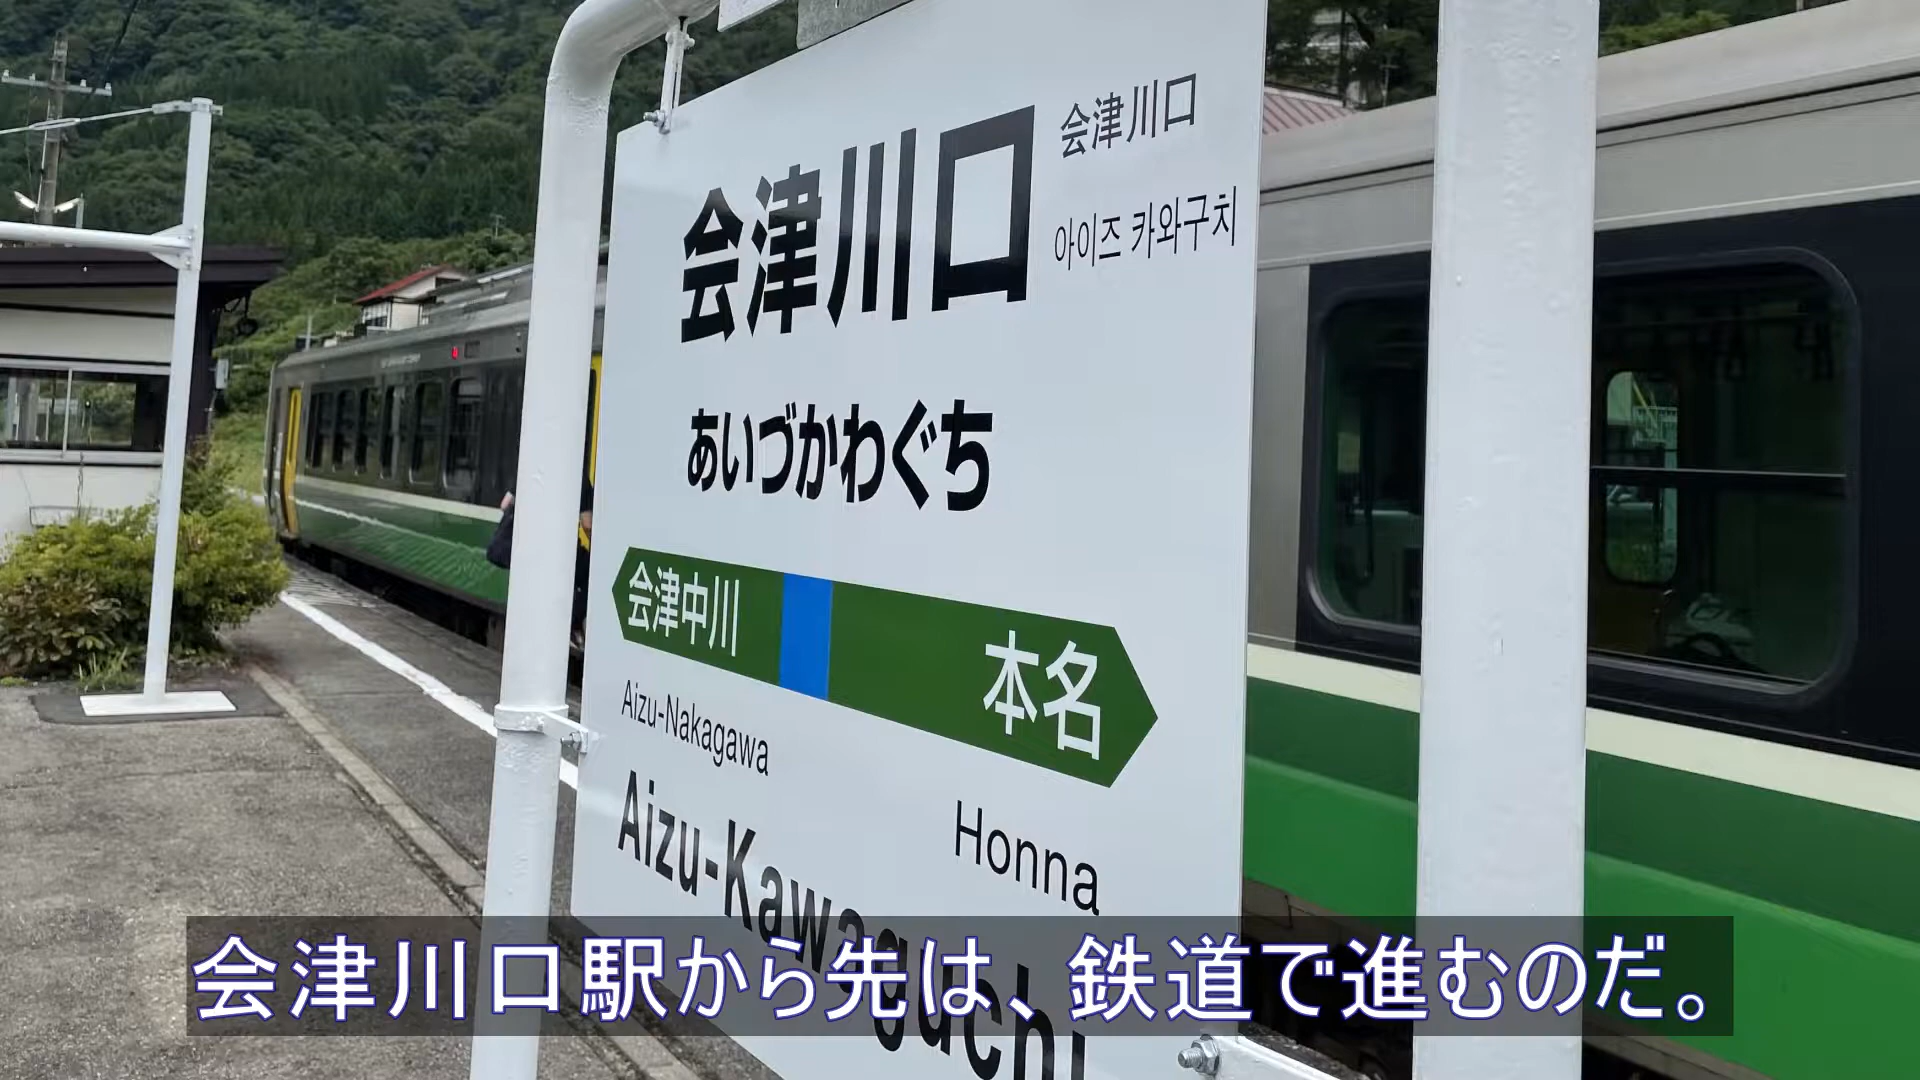 会津川口
会津川口
아이즈 카와구치
あいづかわぐち
会津中川
本名
Aizu-Nakagawa
Honna
Aizu-Kawaguchi
会津川口駅から先は、鉄道で進むのだ。